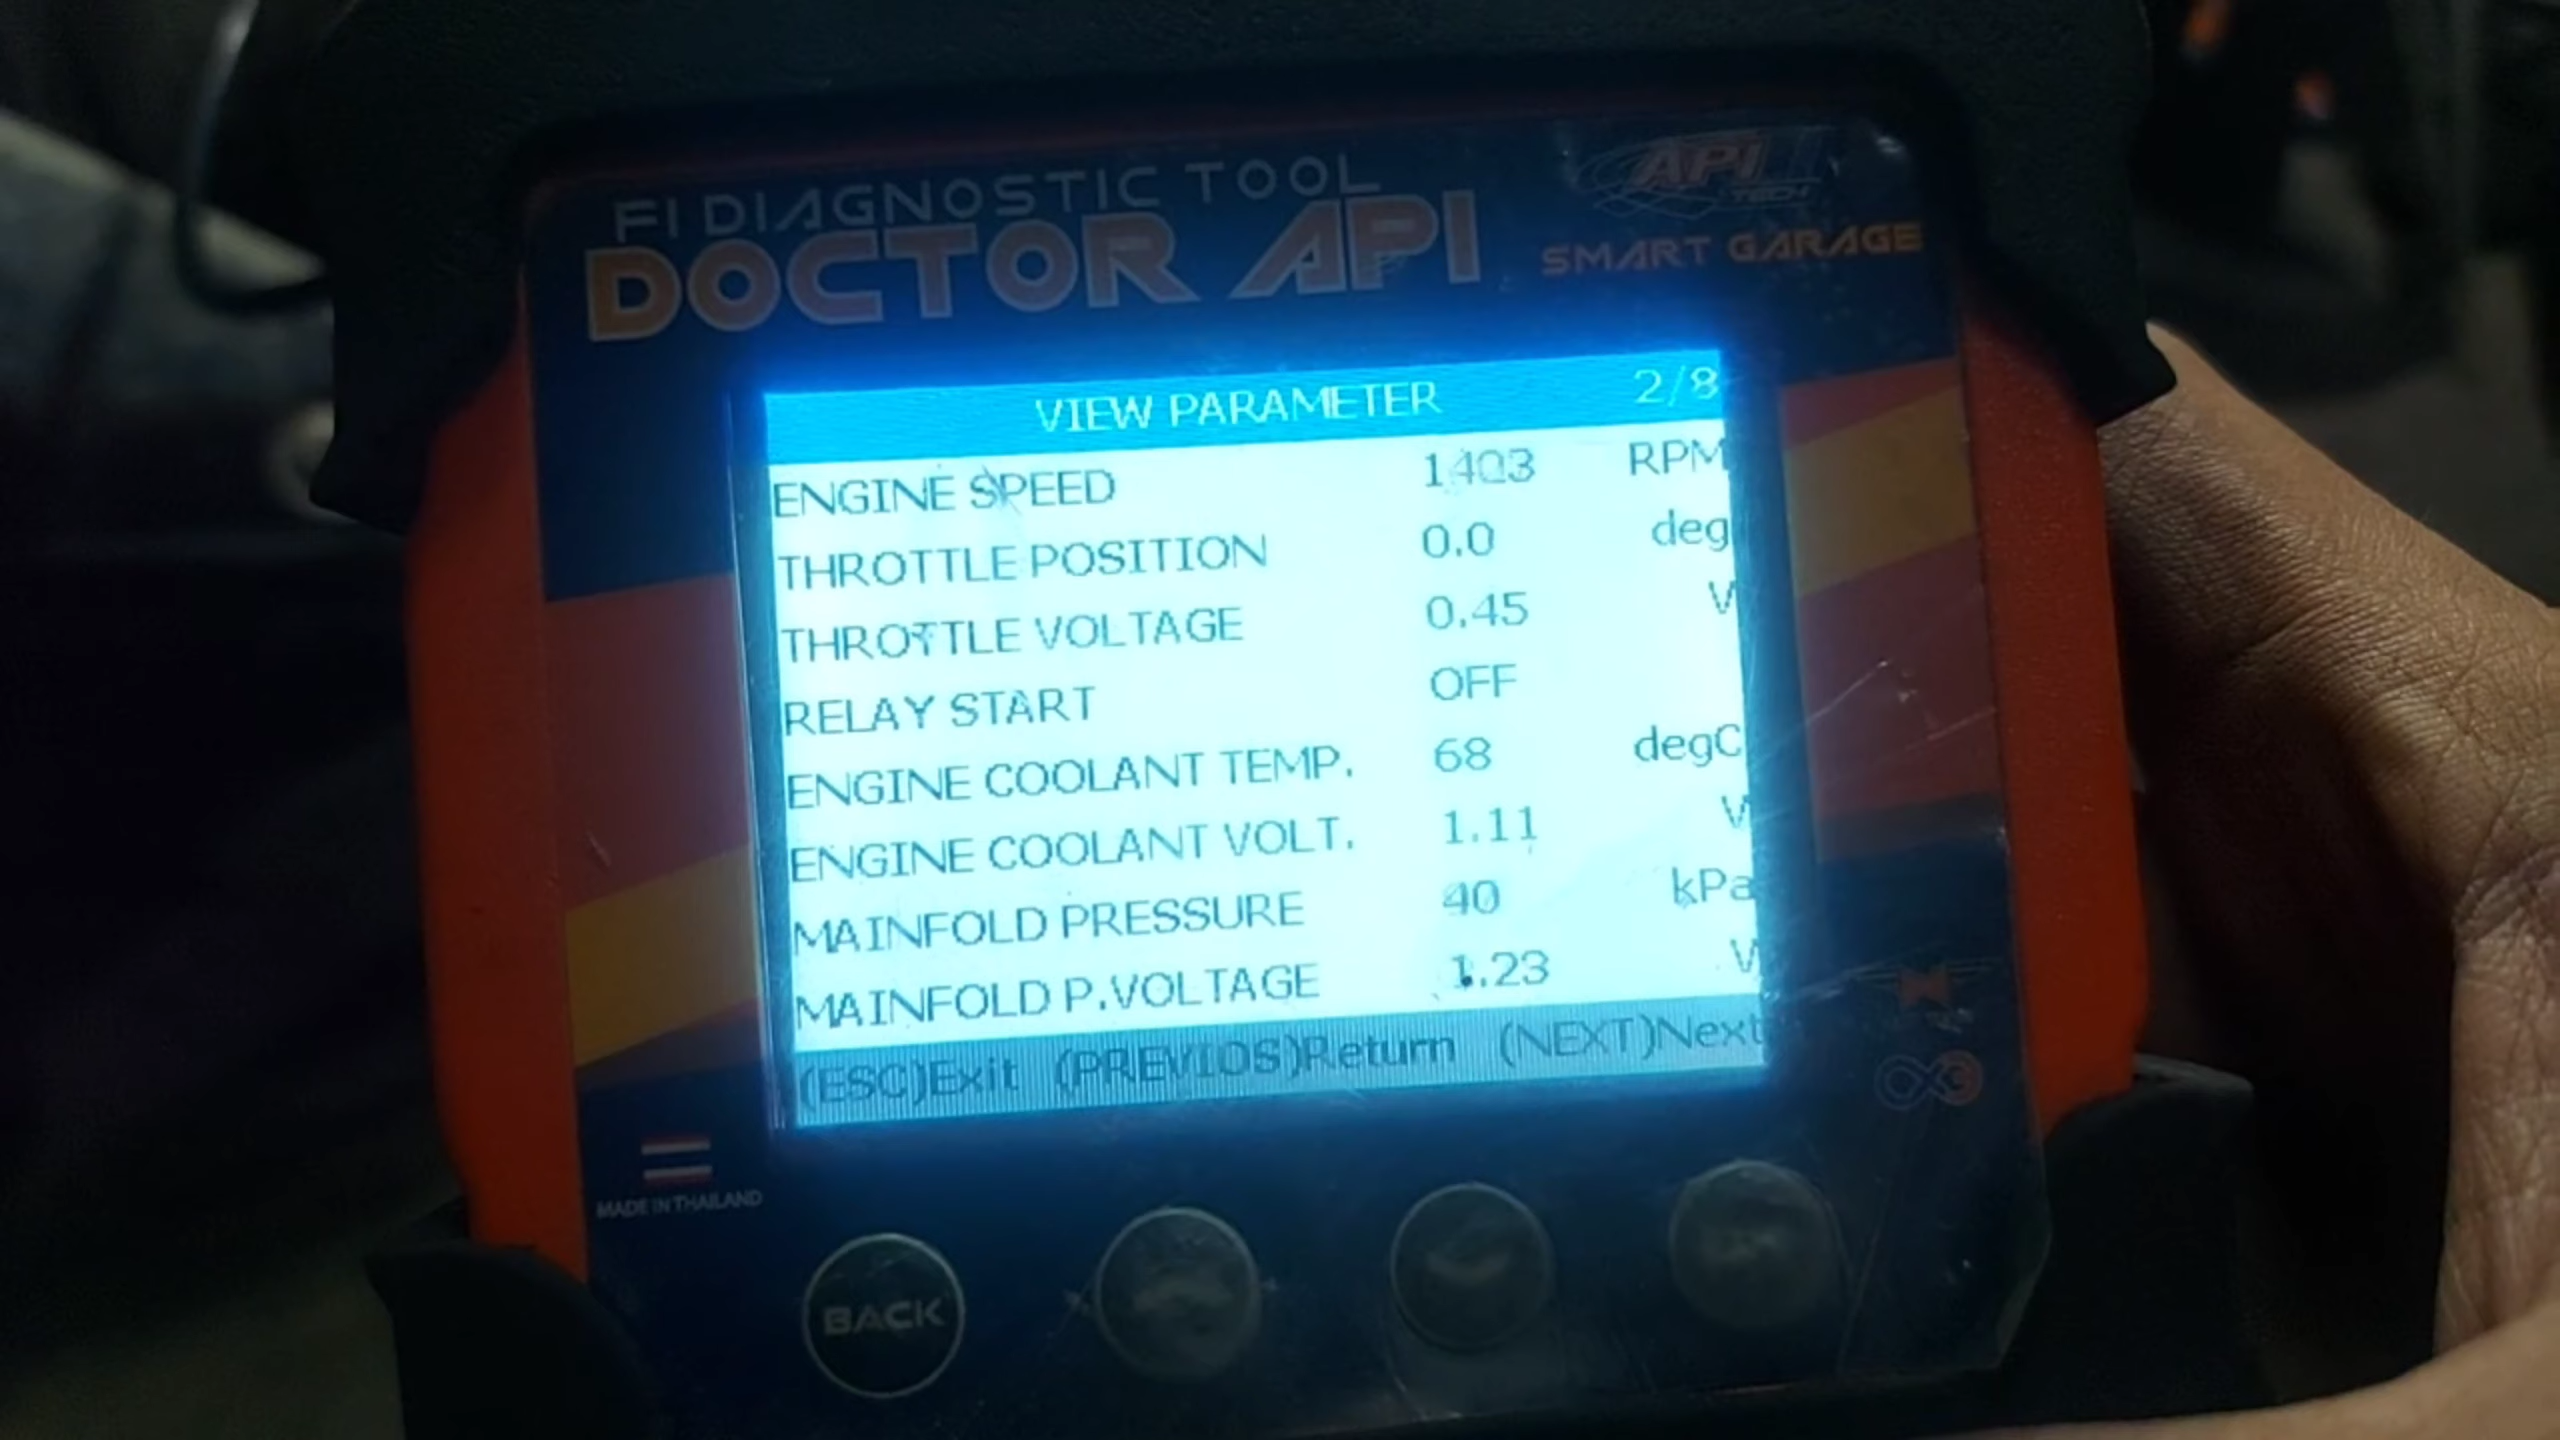 FI DIAGNOSTIC TOOL
DOCTOR API
API TECH
SMART GARAGE
VIEW PARAMETER 2/8
ENGINE SPEED 1403 RPM
THROTTLE POSITION 0.0 deg
THROTTLE VOLTAGE 0.45 V
RELAY START OFF
ENGINE COOLANT TEMP. 68 degC
ENGINE COOLANT VOLT. 1.11 V
MAINFOLD PRESSURE 40 kPa
MAINFOLD P.VOLTAGE 1.23 V
(ESC)Exit (PREVIOS)Return (NEXT)Next
MADE IN THAILAND
BACK